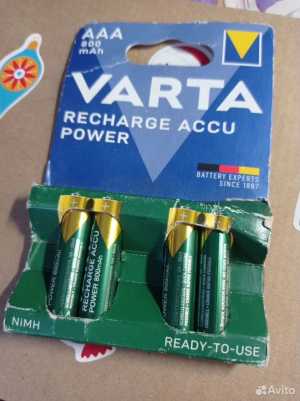 AAA
800
mAh
VARTA
RECHARGE ACCU
POWER
BATTERY EXPERTS
SINCE 1887
RECHARGE ACCU
POWER 800mAh
NiMH
READY-TO-USE
Avito